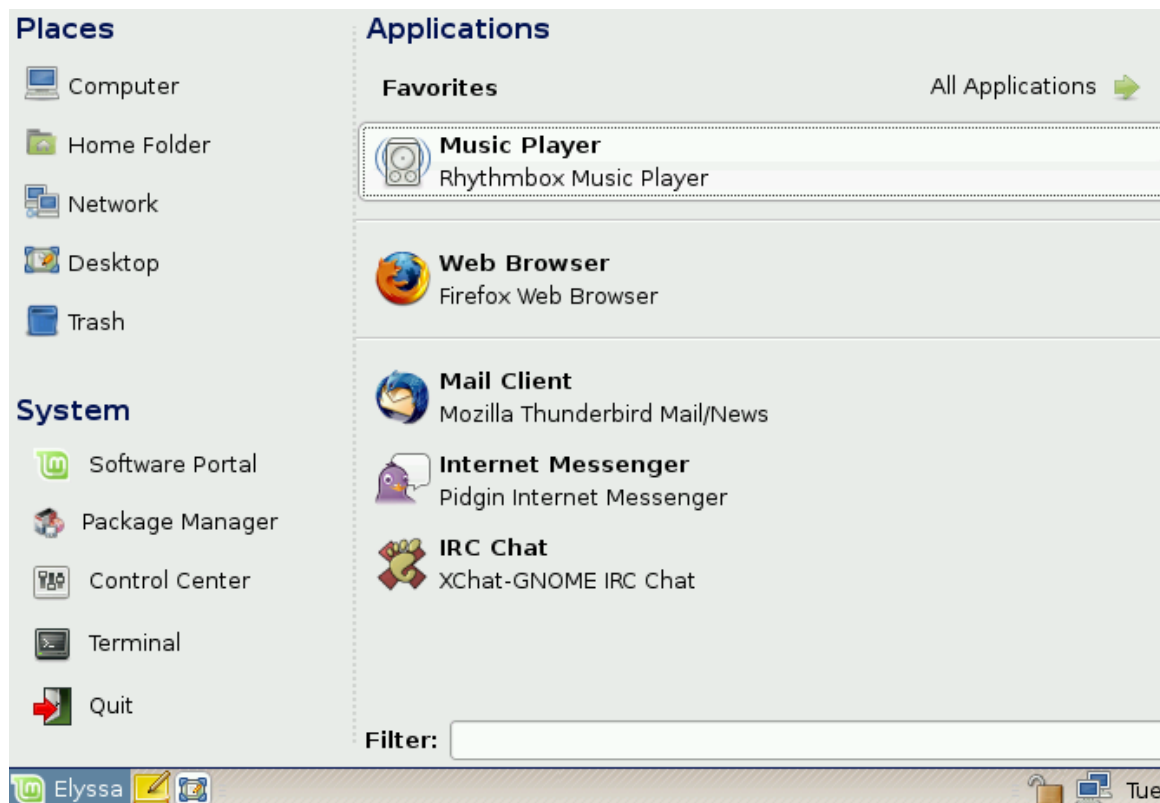 Places
Computer
Home Folder
Network
Desktop
Trash
System
Software Portal
Package Manager
Control Center
Terminal
Quit
Applications
Favorites
All Applications
Music Player
Rhythmbox Music Player
Web Browser
Firefox Web Browser
Mail Client
Mozilla Thunderbird Mail/News
Internet Messenger
Pidgin Internet Messenger
IRC Chat
XChat-GNOME IRC Chat
Filter:
Elyssa
Tue